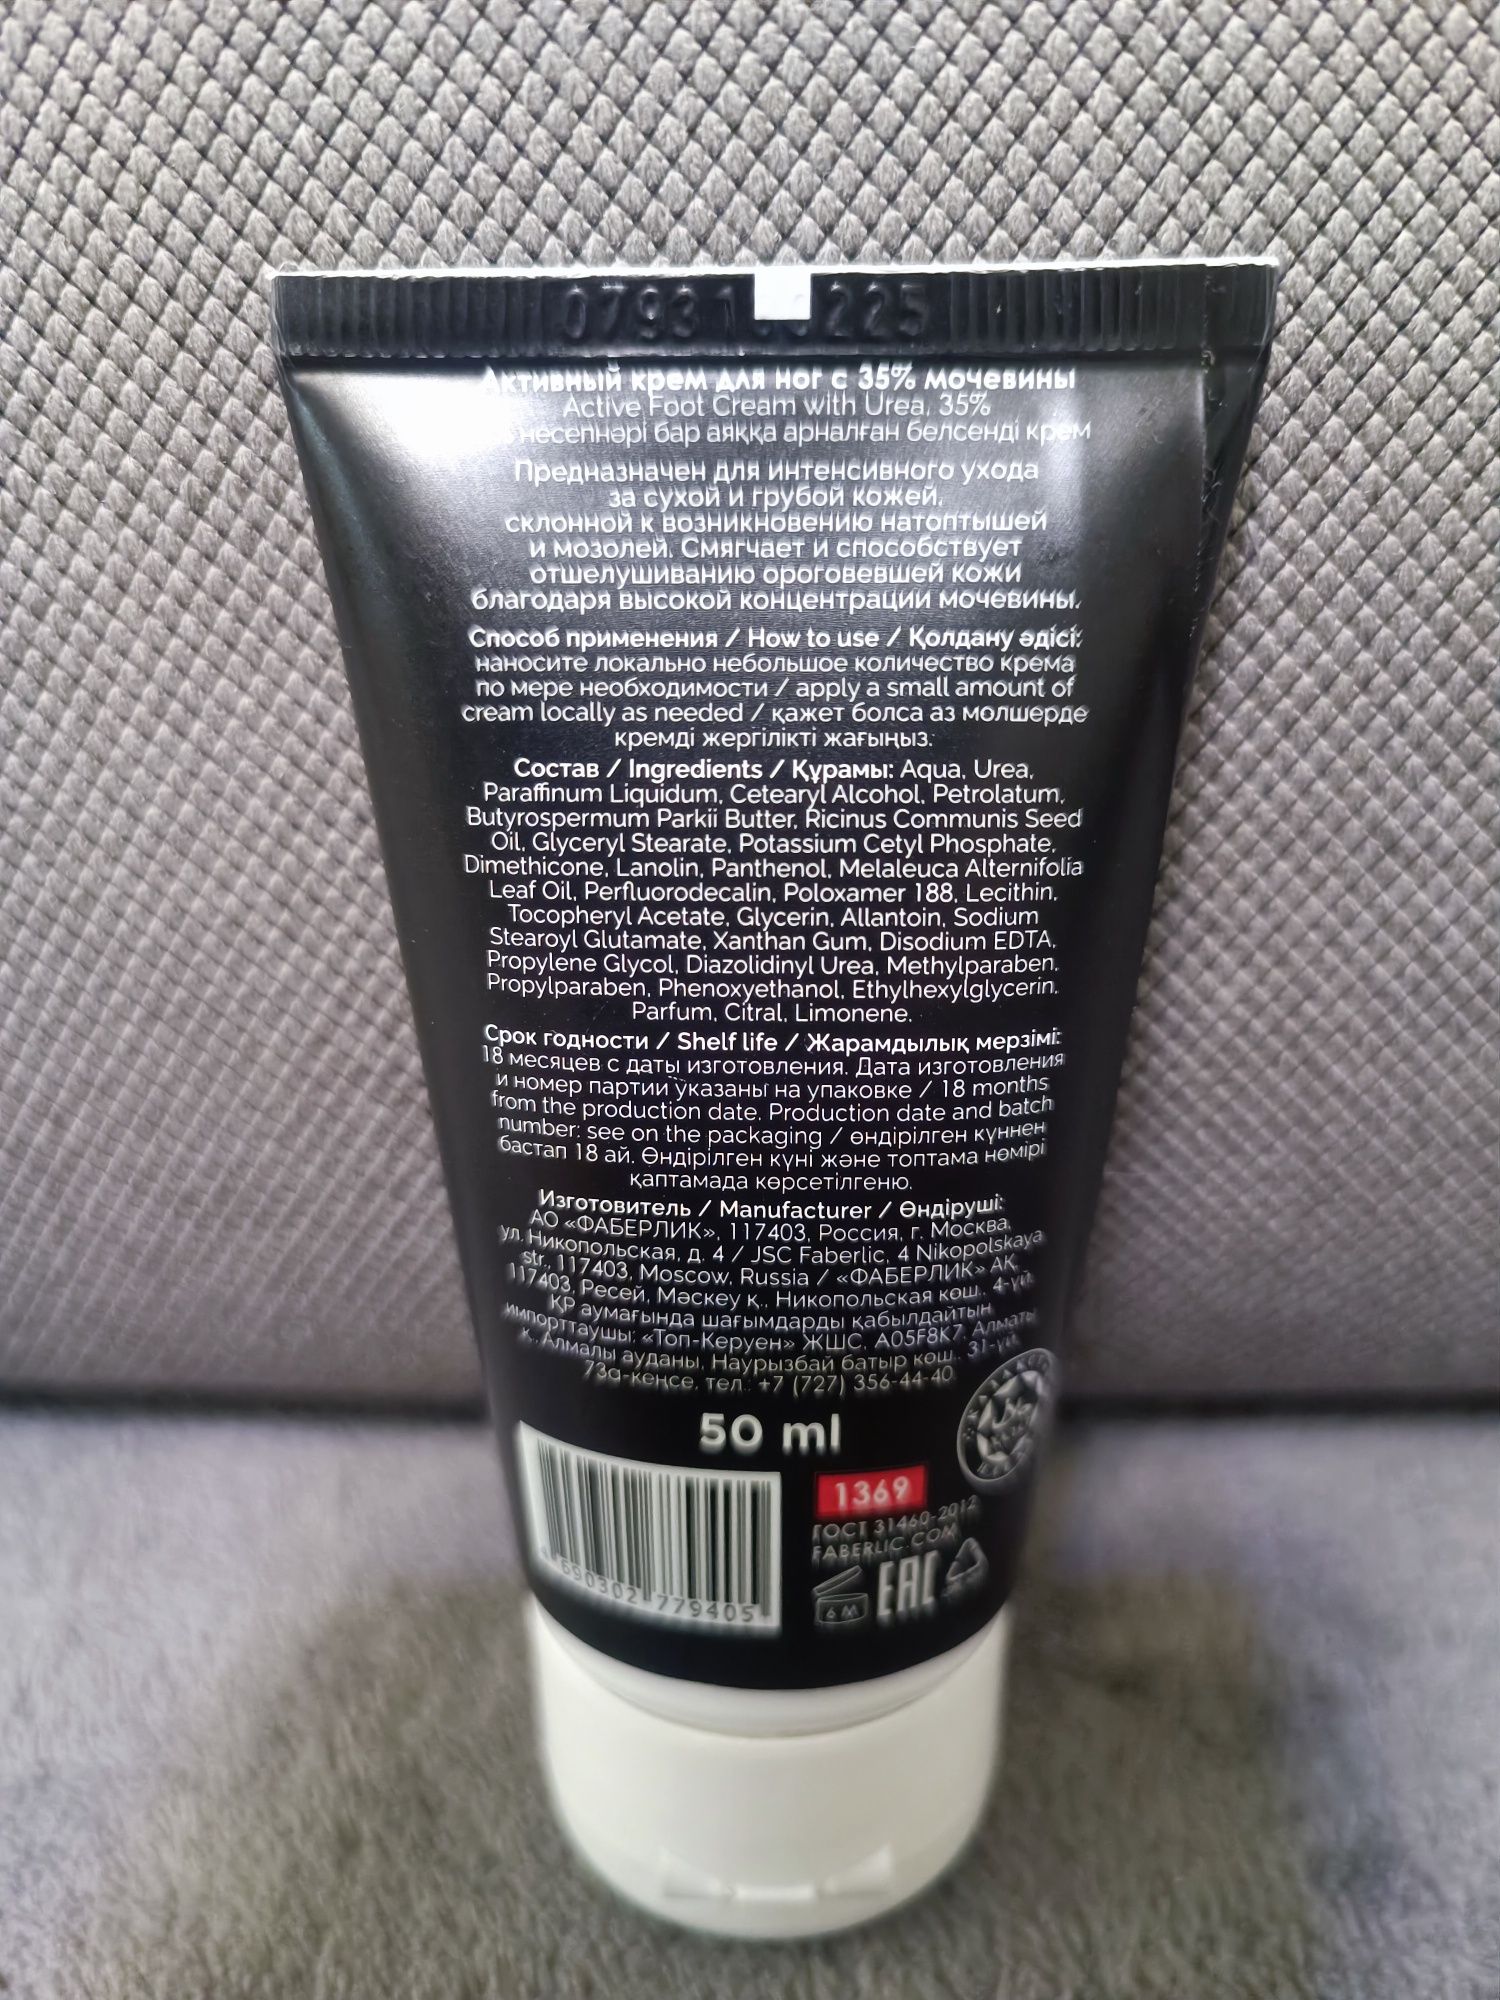 Активный крем для ног с 35% мочевины
Active Foot Cream with Urea, 35%
несепнәрі бар аяққа арналған белсенді крем
Предназначен для интенсивного ухода
за сухой и грубой кожей,
склонной к возникновению натоптышей
и мозолей. Смягчает и способствует
отшелушиванию ороговевшей кожи
благодаря высокой концентрации мочевины.
Способ применения / How to use / Қолдану әдісі:
наносите локально небольшое количество крема
по мере необходимости / apply a small amount of
cream locally as needed / қажет болса аз молшерде
кремді жергілікті жағыңыз.
Состав / Ingredients / Құрамы: Aqua, Urea,
Paraffinum Liquidum, Cetearyl Alcohol, Petrolatum,
Butyrospermum Parkii Butter, Ricinus Communis Seed
Oil, Glyceryl Stearate, Potassium Cetyl Phosphate,
Dimethicone, Lanolin, Panthenol, Melaleuca Alternifolia
Leaf Oil, Perfluorodecalin, Poloxamer 188, Lecithin,
Tocopheryl Acetate, Glycerin, Allantoin, Sodium
Stearoyl Glutamate, Xanthan Gum, Disodium EDTA,
Propylene Glycol, Diazolidinyl Urea, Methylparaben,
Propylparaben, Phenoxyethanol, Ethylhexylglycerin,
Parfum, Citral, Limonene.
Срок годности / Shelf life / Жарамдылық мерзімі:
18 месяцев с даты изготовления. Дата изготовления
и номер партии указаны на упаковке / 18 months
from the production date. Production date and batch
number: see on the packaging / өндірілген күннен
бастап 18 ай. Өндірілген күні және топтама нөмірі
қаптамада көрсетілгеню.
Изготовитель / Manufacturer / Өндіруші:
АО «ФАБЕРЛИК», 117403, Россия, г. Москва,
ул. Никопольская, д. 4 / JSC Faberlic, 4 Nikopolskaya
str., 117403, Moscow, Russia / «ФАБЕРЛИК» АҚ,
117403, Ресей, Мәскеу қ., Никопольская көш., 4-үй.
ҚР аумағында шағымдарды қабылдайтын
импорттаушы: «Топ-Керуен» ЖШС, A05F8K7, Алматы
қ., Алмалы ауданы, Наурызбай батыр көш., 31-үй,
73а-кеңсе, тел.: +7 (727) 356-44-40
50 ml
1369
ГОСТ 31460-2012
FABERLIC.COM
6 M
EAC
4 690302 779405